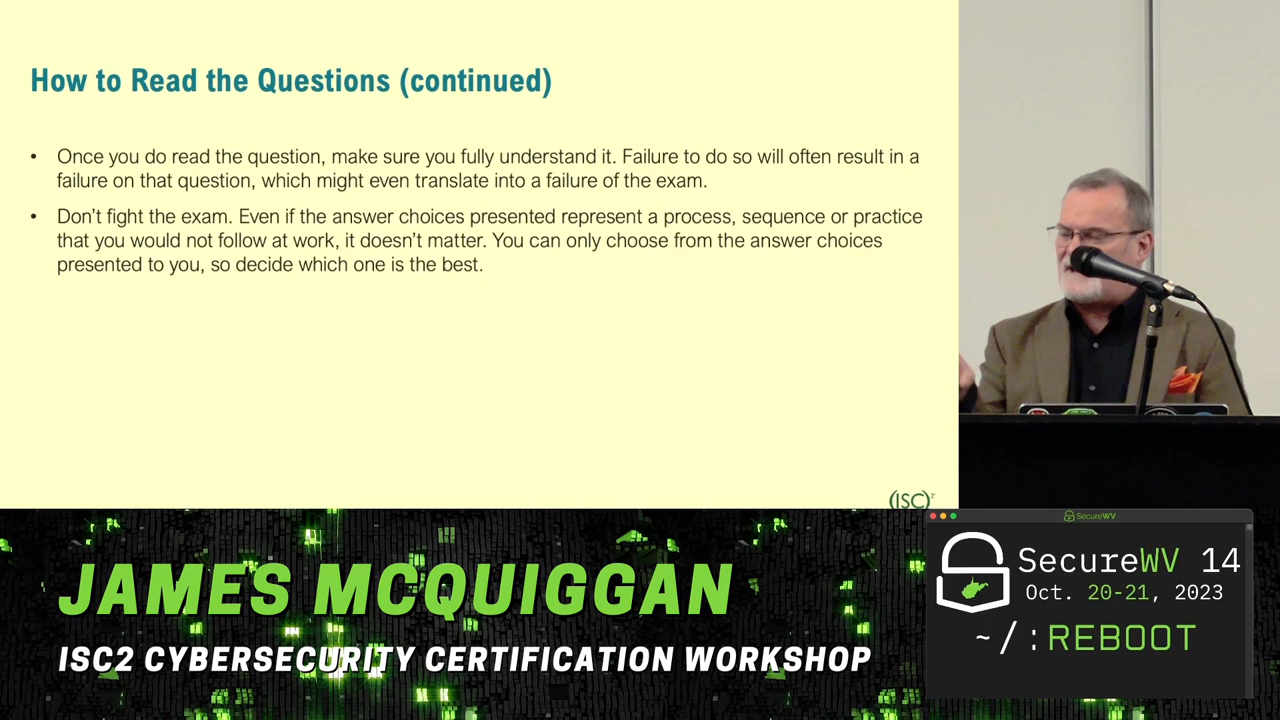 How to Read the Questions (continued)
• Once you do read the question, make sure you fully understand it. Failure to do so will often result in a
failure on that question, which might even translate into a failure of the exam.
• Don't fight the exam. Even if the answer choices presented represent a process, sequence or practice
that you would not follow at work, it doesn't matter. You can only choose from the answer choices
presented to you, so decide which one is the best.
(ISC)²
JAMES MCQUIGGAN
ISC2 CYBERSECURITY CERTIFICATION WORKSHOP
SecureWV
SecureWV 14
Oct. 20-21, 2023
~/:REBOOT